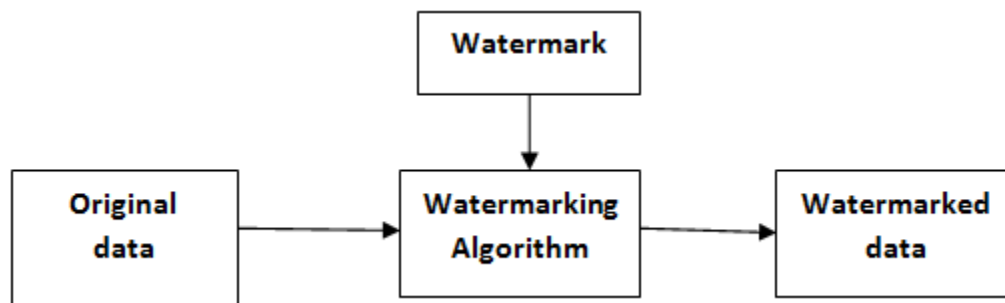 Watermark
Original
data
Watermarking
Algorithm
Watermarked
data